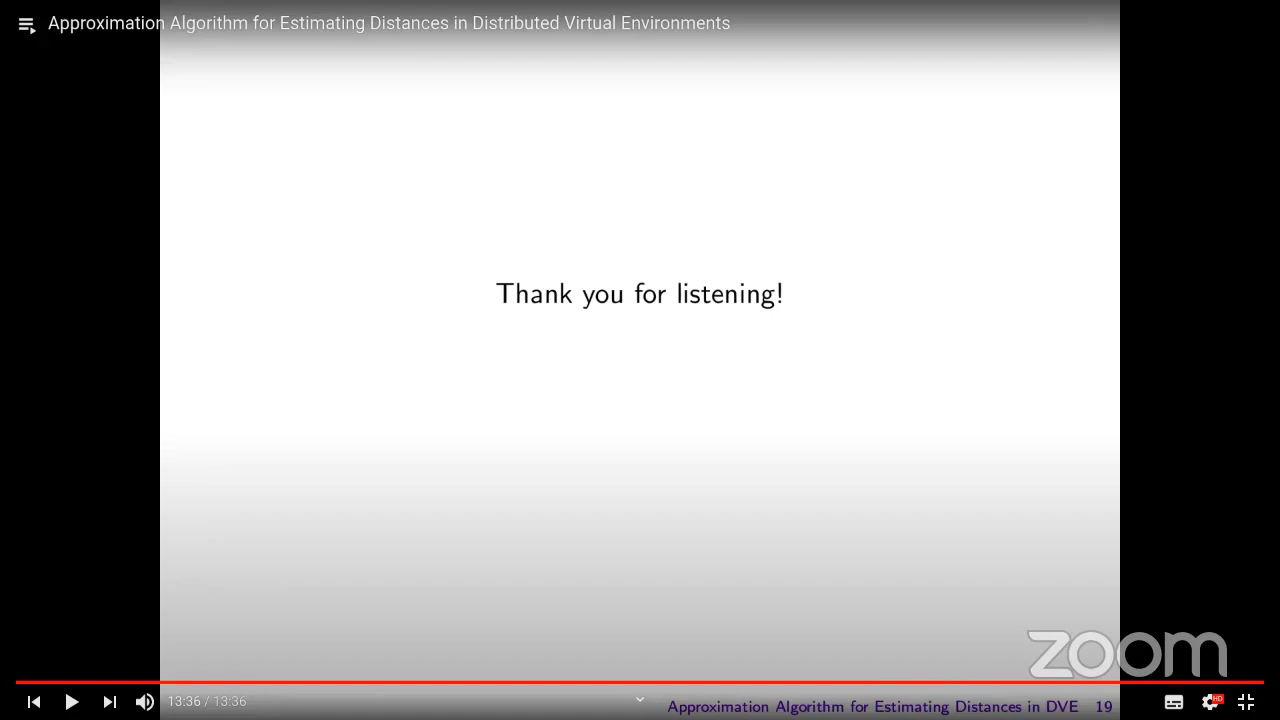 Approximation Algorithm for Estimating Distances in Distributed Virtual Environments
Thank you for listening!
zoom
13:36 / 13:36
Approximation Algorithm for Estimating Distances in DVE 19
HD